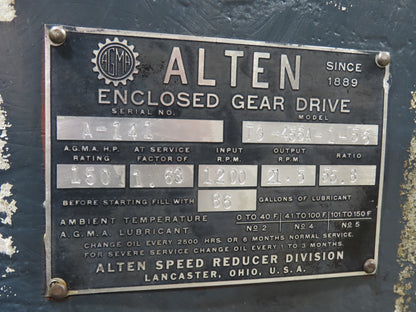 AGMA
ALTEN
SINCE
1889
ENCLOSED GEAR DRIVE
SERIAL NO.
MODEL
A.G.M.A. H.P.
RATING
AT SERVICE
FACTOR OF
INPUT
R.P.M.
OUTPUT
R.P.M.
RATIO
150
1.63
1200
BEFORE STARTING FILL WITH
GALLONS OF LUBRICANT
AMBIENT TEMPERATURE 0 TO 40 F 41 TO 100 F 101 TO 150 F
A.G.M.A. LUBRICANT Nº 2 Nº 4 Nº 5
CHANGE OIL EVERY 2500 HRS. OR 6 MONTHS NORMAL SERVICE.
FOR SEVERE SERVICE CHANGE OIL EVERY 1 TO 3 MONTHS.
ALTEN SPEED REDUCER DIVISION
LANCASTER, OHIO, U.S.A.